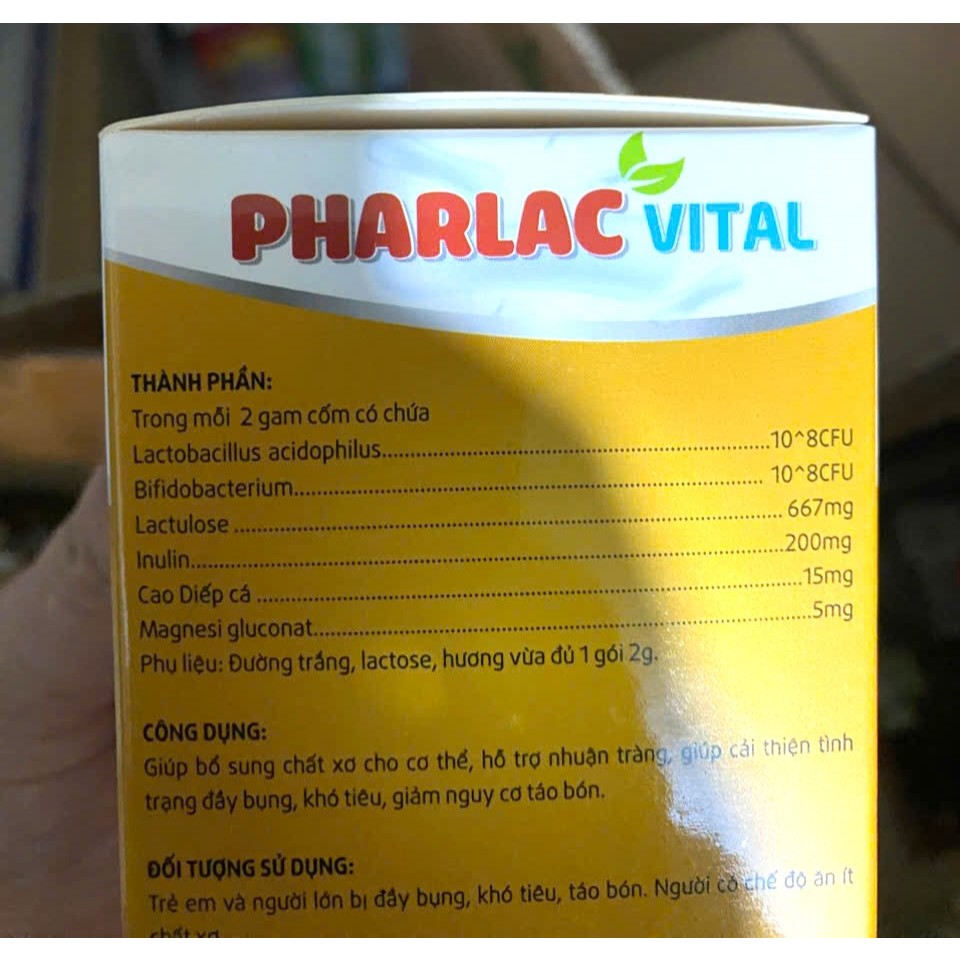 PHARLAC VITAL
THÀNH PHẦN:
Trong mỗi 2 gam cốm có chứa
Lactobacillus acidophilus..........10^8CFU
Bifidobacterium.......... 10^8CFU
Lactulose .......... 667mg
Inulin..........200mg
Cao Diếp cá ..........15mg
Magnesi gluconat..........5mg
Phụ liệu: Đường trắng, lactose, hương vừa đủ 1 gói 2g.
CÔNG DỤNG:
Giúp bổ sung chất xơ cho cơ thể, hỗ trợ nhuận tràng, giúp cải thiện tình
trạng đầy bụng, khó tiêu, giảm nguy cơ táo bón.
ĐỐI TƯỢNG SỬ DỤNG:
Trẻ em và người lớn bị đầy bụng, khó tiêu, táo bón. Người có chế độ ăn ít
chất xơ